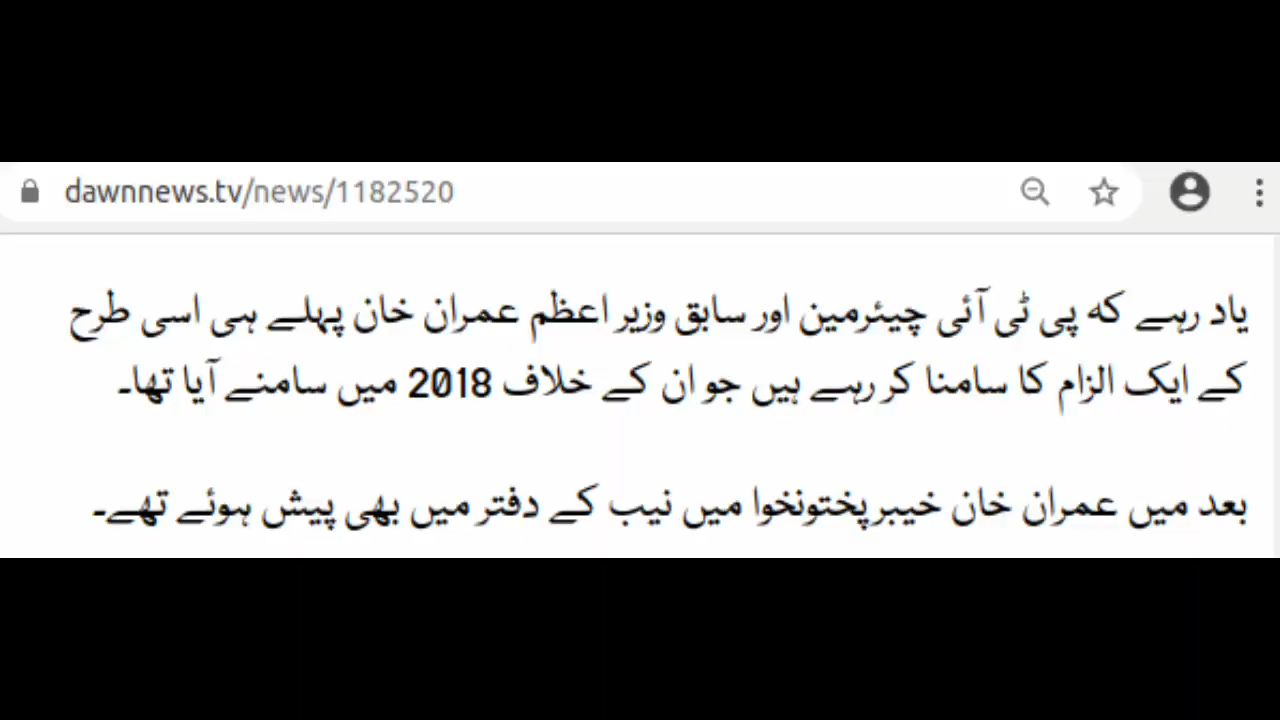 dawnnews.tv/news/1182520
یاد رہے کہ پی ٹی آئی چیئرمین اور سابق وزیر اعظم عمران خان پہلے ہی اسی طرح
کے ایک الزام کا سامنا کر رہے ہیں جو ان کے خلاف 2018 میں سامنے آیا تھا۔
بعد میں عمران خان خیبرپختونخوا میں نیب کے دفتر میں بھی پیش ہوئے تھے۔